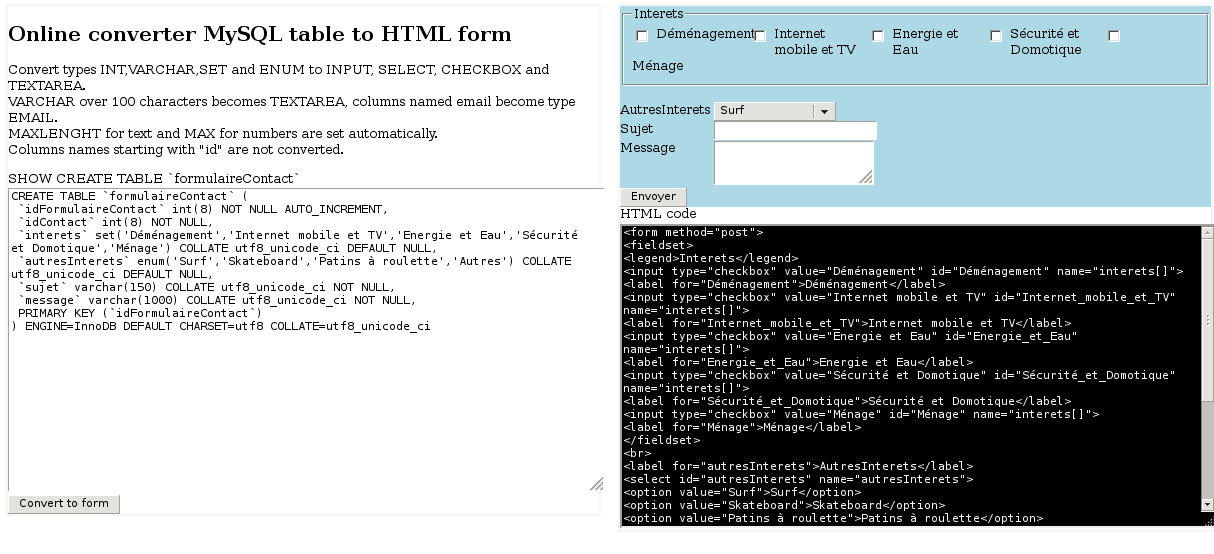 Online converter MySQL table to HTML form
Convert types INT,VARCHAR,SET and ENUM to INPUT, SELECT, CHECKBOX and
TEXTAREA.
VARCHAR over 100 characters becomes TEXTAREA, columns named email become type
EMAIL.
MAXLENGHT for text and MAX for numbers are set automatically.
Columns names starting with "id" are not converted.
SHOW CREATE TABLE `formulaireContact`
CREATE TABLE `formulaireContact` (
`idFormulaireContact` int(8) NOT NULL AUTO_INCREMENT,
`idContact` int(8) NOT NULL,
`interets` set('Déménagement','Internet mobile et TV','Energie et Eau','Sécurité
et Domotique','Ménage') COLLATE utf8_unicode_ci DEFAULT NULL,
`autresInterets` enum('Surf','Skateboard','Patins à roulette','Autres') COLLATE
utf8_unicode_ci DEFAULT NULL,
`sujet` varchar(150) COLLATE utf8_unicode_ci NOT NULL,
`message` varchar(1000) COLLATE utf8_unicode_ci NOT NULL,
PRIMARY KEY (`idFormulaireContact`)
) ENGINE=InnoDB DEFAULT CHARSET=utf8 COLLATE=utf8_unicode_ci
Convert to form
Interets
Déménagement Internet Energie et Sécurité et
mobile et TV Eau Domotique
Ménage
AutresInterets Surf
Sujet
Message
Envoyer
HTML code
<form method="post">
<fieldset>
<legend>Interets</legend>
<input type="checkbox" value="Déménagement" id="Déménagement" name="interets[]">
<label for="Déménagement">Déménagement</label>
<input type="checkbox" value="Internet mobile et TV" id="Internet_mobile_et_TV"
name="interets[]">
<label for="Internet_mobile_et_TV">Internet mobile et TV</label>
<input type="checkbox" value="Energie et Eau" id="Energie_et_Eau"
name="interets[]">
<label for="Energie_et_Eau">Energie et Eau</label>
<input type="checkbox" value="Sécurité et Domotique" id="Sécurité_et_Domotique"
name="interets[]">
<label for="Sécurité_et_Domotique">Sécurité et Domotique</label>
<input type="checkbox" value="Ménage" id="Ménage" name="interets[]">
<label for="Ménage">Ménage</label>
</fieldset>
<br>
<label for="autresInterets">AutresInterets</label>
<select id="autresInterets" name="autresInterets">
<option value="Surf">Surf</option>
<option value="Skateboard">Skateboard</option>
<option value="Patins à roulette">Patins à roulette</option>